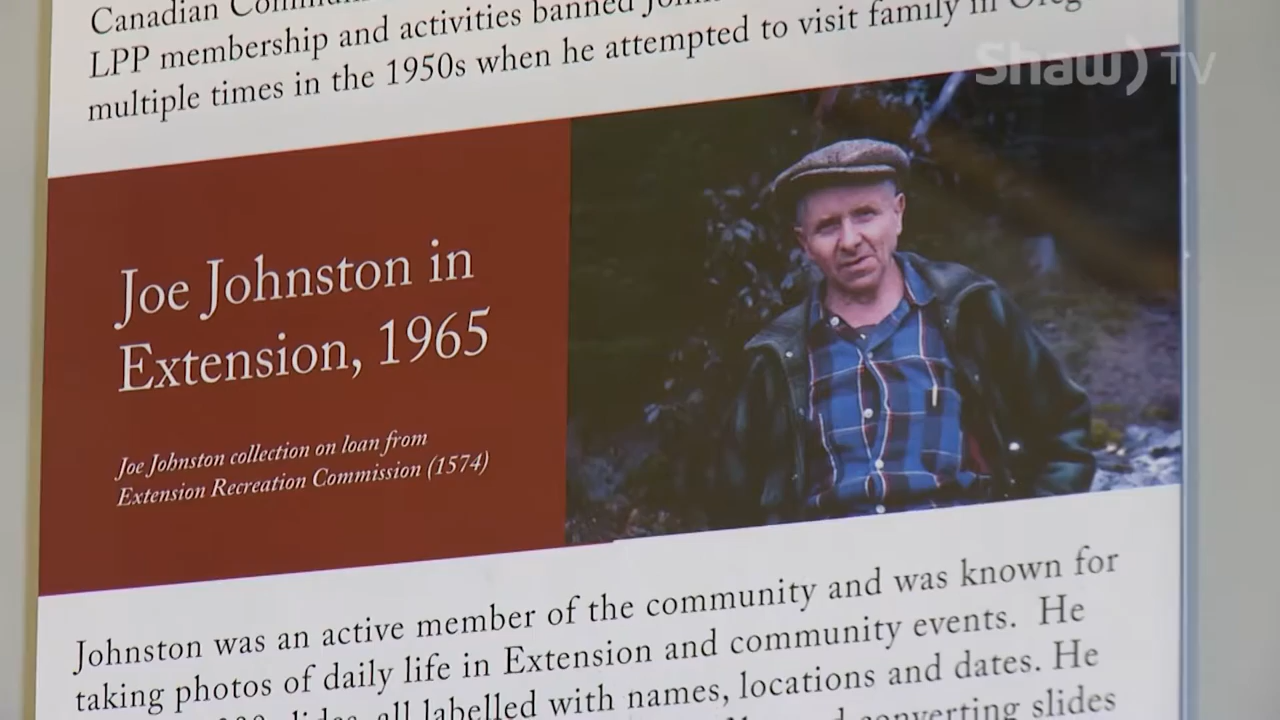 Canadian
LPP membership and activities banned
multiple times in the 1950s when he attempted to visit family in
Shaw) TV
Joe Johnston in
Extension, 1965
Joe Johnston collection on loan from
Extension Recreation Commission (1574)
Johnston was an active member of the community and was known for
taking photos of daily life in Extension and community events. He
slides, all labelled with names, locations and dates. He
converting slides